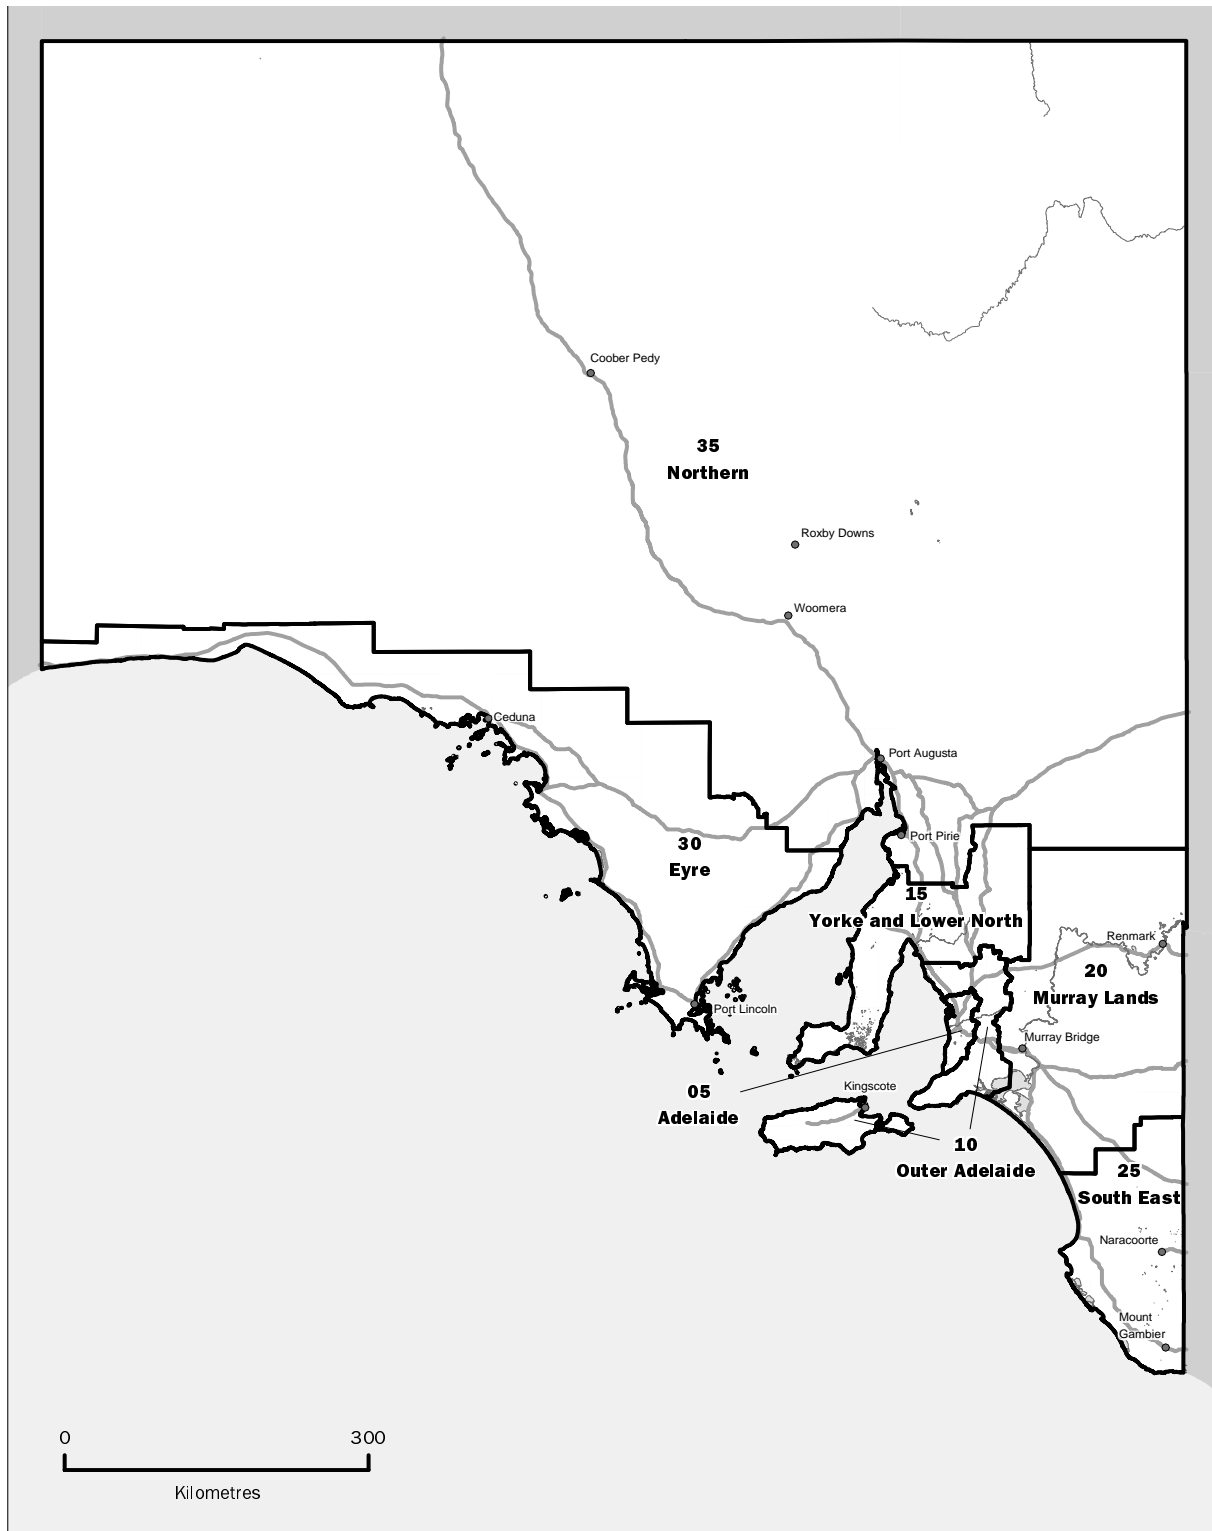 Coober Pedy
35
Northern
Roxby Downs
Woomera
Ceduna
Port Augusta
Port Pirie
30
Eyre
15
Yorke and Lower North
Renmark
20
Murray Lands
Port Lincoln
Murray Bridge
05
Adelaide
Kingscote
10
Outer Adelaide
25
South East
Naracoorte
Mount
Gambier
0 300
Kilometres